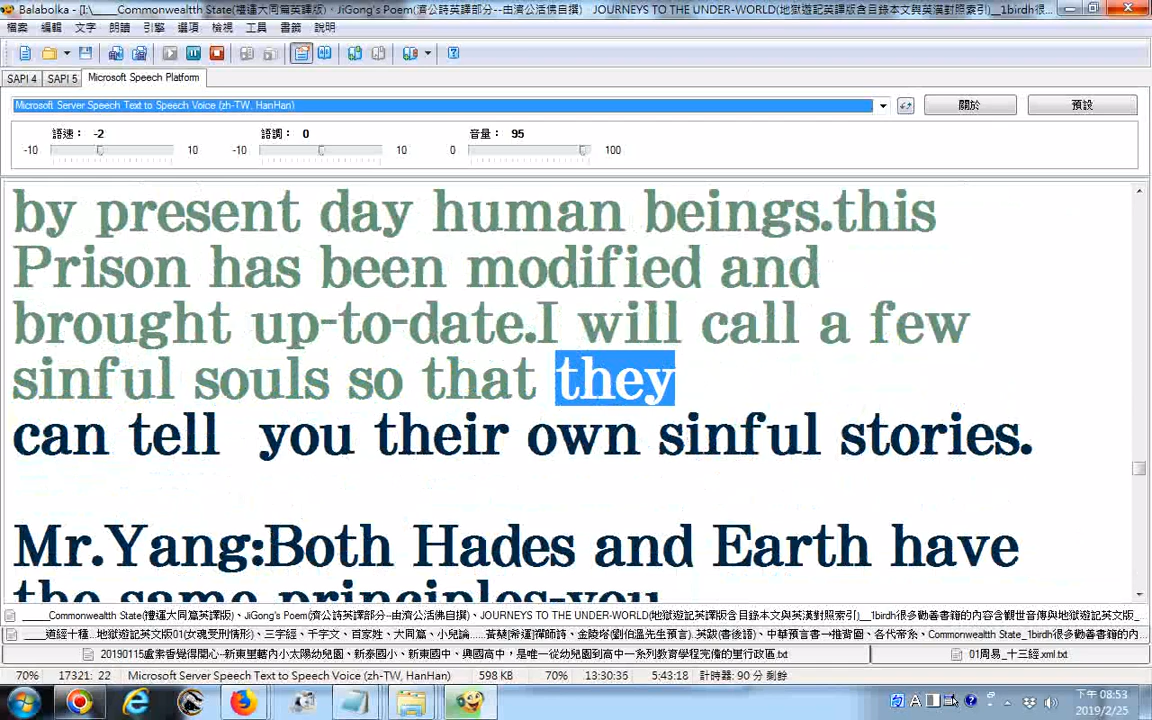 Balabolka - [I:\____Commonwealtth State(禮運大同篇英譯版)、JiGong's Poem(濟公詩英譯部分--由濟公活佛自撰) JOURNEYS TO THE UNDER-WORLD(地獄遊記英譯版含目錄本文與英漢對照索引)__1birdh很...
檔案 編輯 文字 朗讀 引擎 選項 檢視 工具 書籤 說明
SAPI 4 SAPI 5 Microsoft Speech Platform
Microsoft Server Speech Text to Speech Voice (zh-TW, HanHan) 關於 預設
語速： -2 語調： 0 音量： 95
-10 10 -10 10 0 100
by present day human beings.this
Prison has been modified and
brought up-to-date.I will call a few
sinful souls so that they
can tell you their own sinful stories.
Mr.Yang:Both Hades and Earth have
the same principles-you
____Commonwealtth State(禮運大同篇英譯版)、JiGong's Poem(濟公詩英譯部分--由濟公活佛自撰)、JOURNEYS TO THE UNDER-WORLD(地獄遊記英譯版含目錄本文與英漢對照索引)__1birdh很多勸善書籍的內容含觀世音傳與地獄遊記英文版_
道經十種...地獄遊記英文版01(女魂受刑情形)、三字經、千字文、百家姓、大同篇、小兒論......黃檗[希運]禪師詩、金陵塔(劉伯溫先生預言).英跋(書後語)、中華預言書一推背圖、各代帝系、Commonwealth State_1birdh很多勸善書籍的內...
20190115盧素香覺得開心--新東里轄內小太陽幼兒園、新泰國小、新東國中、興國高中，是唯一從幼兒園到高中一系列教育學程完備的里行政區.txt 01周易_十三經.xml.txt
70% 17321: 22 Microsoft Server Speech Text to Speech Voice (zh-TW, HanHan) 598 KB 70% 13:30:35 5:43:18 計時器: 90 分 剩餘
下午 08:53
2019/2/25